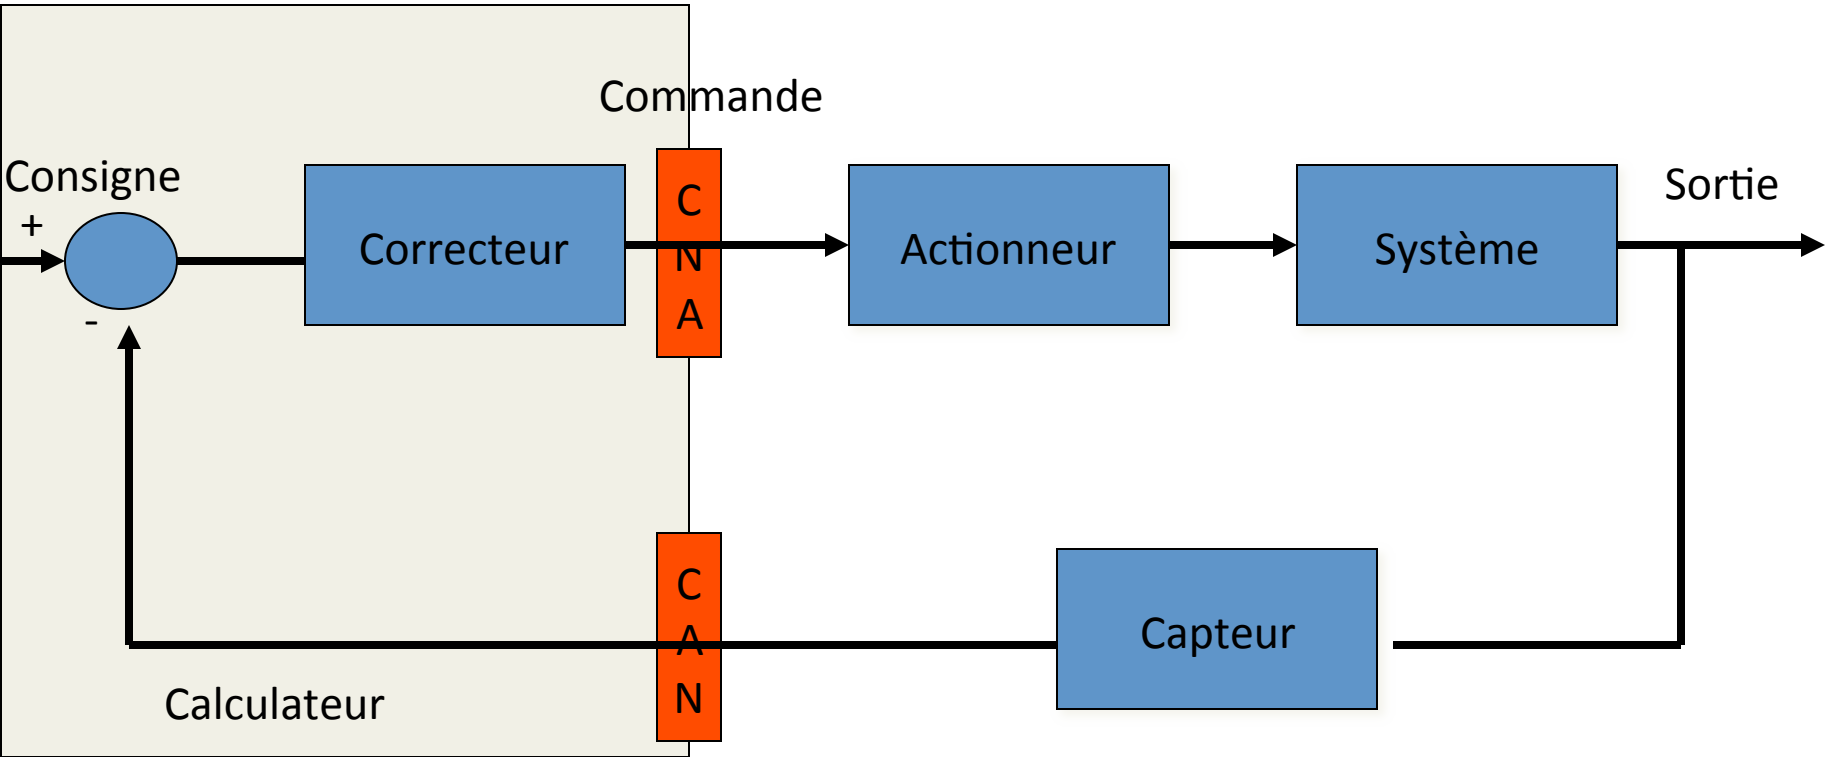 Commande
Consigne
+
-
Correcteur
C
N
A
Actionneur
Système
Sortie
C
A
N
Capteur
Calculateur